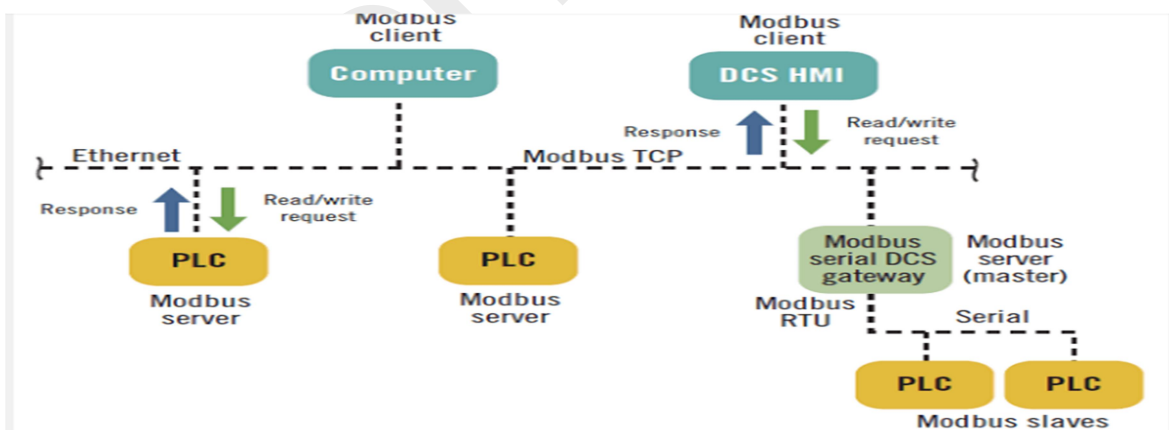 Modbus
client
Computer
Modbus
client
DCS HMI
Response
Read/write
request
Ethernet
Modbus TCP
Response
Read/write
request
PLC
Modbus
server
PLC
Modbus
server
Modbus
serial DCS
gateway
Modbus
server
(master)
Modbus
RTU
Serial
PLC
PLC
Modbus slaves